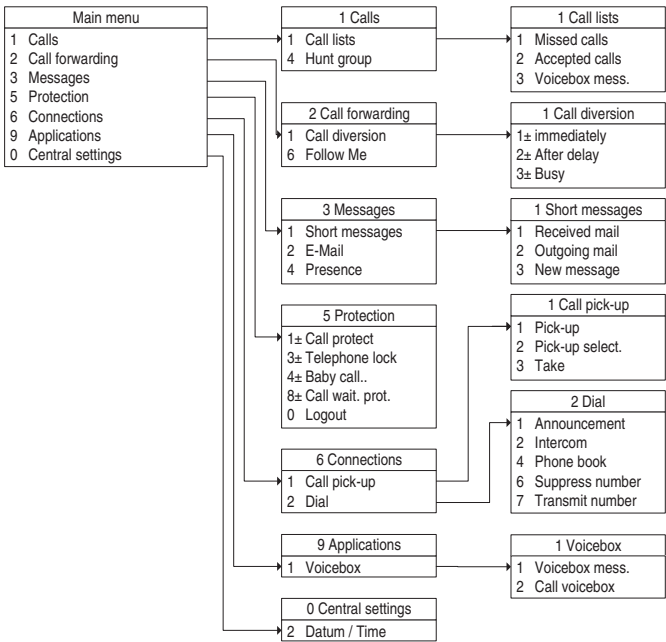 Main menu
1 Calls
2 Call forwarding
3 Messages
5 Protection
6 Connections
9 Applications
0 Central settings
1 Calls
1 Call lists
4 Hunt group
1 Call lists
1 Missed calls
2 Accepted calls
3 Voicebox mess.
2 Call forwarding
1 Call diversion
6 Follow Me
1 Call diversion
1± immediately
2± After delay
3± Busy
3 Messages
1 Short messages
2 E-Mail
4 Presence
1 Short messages
1 Received mail
2 Outgoing mail
3 New message
5 Protection
1± Call protect
3± Telephone lock
4± Baby call..
8± Call wait. prot.
0 Logout
1 Call pick-up
1 Pick-up
2 Pick-up select.
3 Take
6 Connections
1 Call pick-up
2 Dial
2 Dial
1 Announcement
2 Intercom
4 Phone book
6 Suppress number
7 Transmit number
9 Applications
1 Voicebox
1 Voicebox
1 Voicebox mess.
2 Call voicebox
0 Central settings
2 Datum / Time